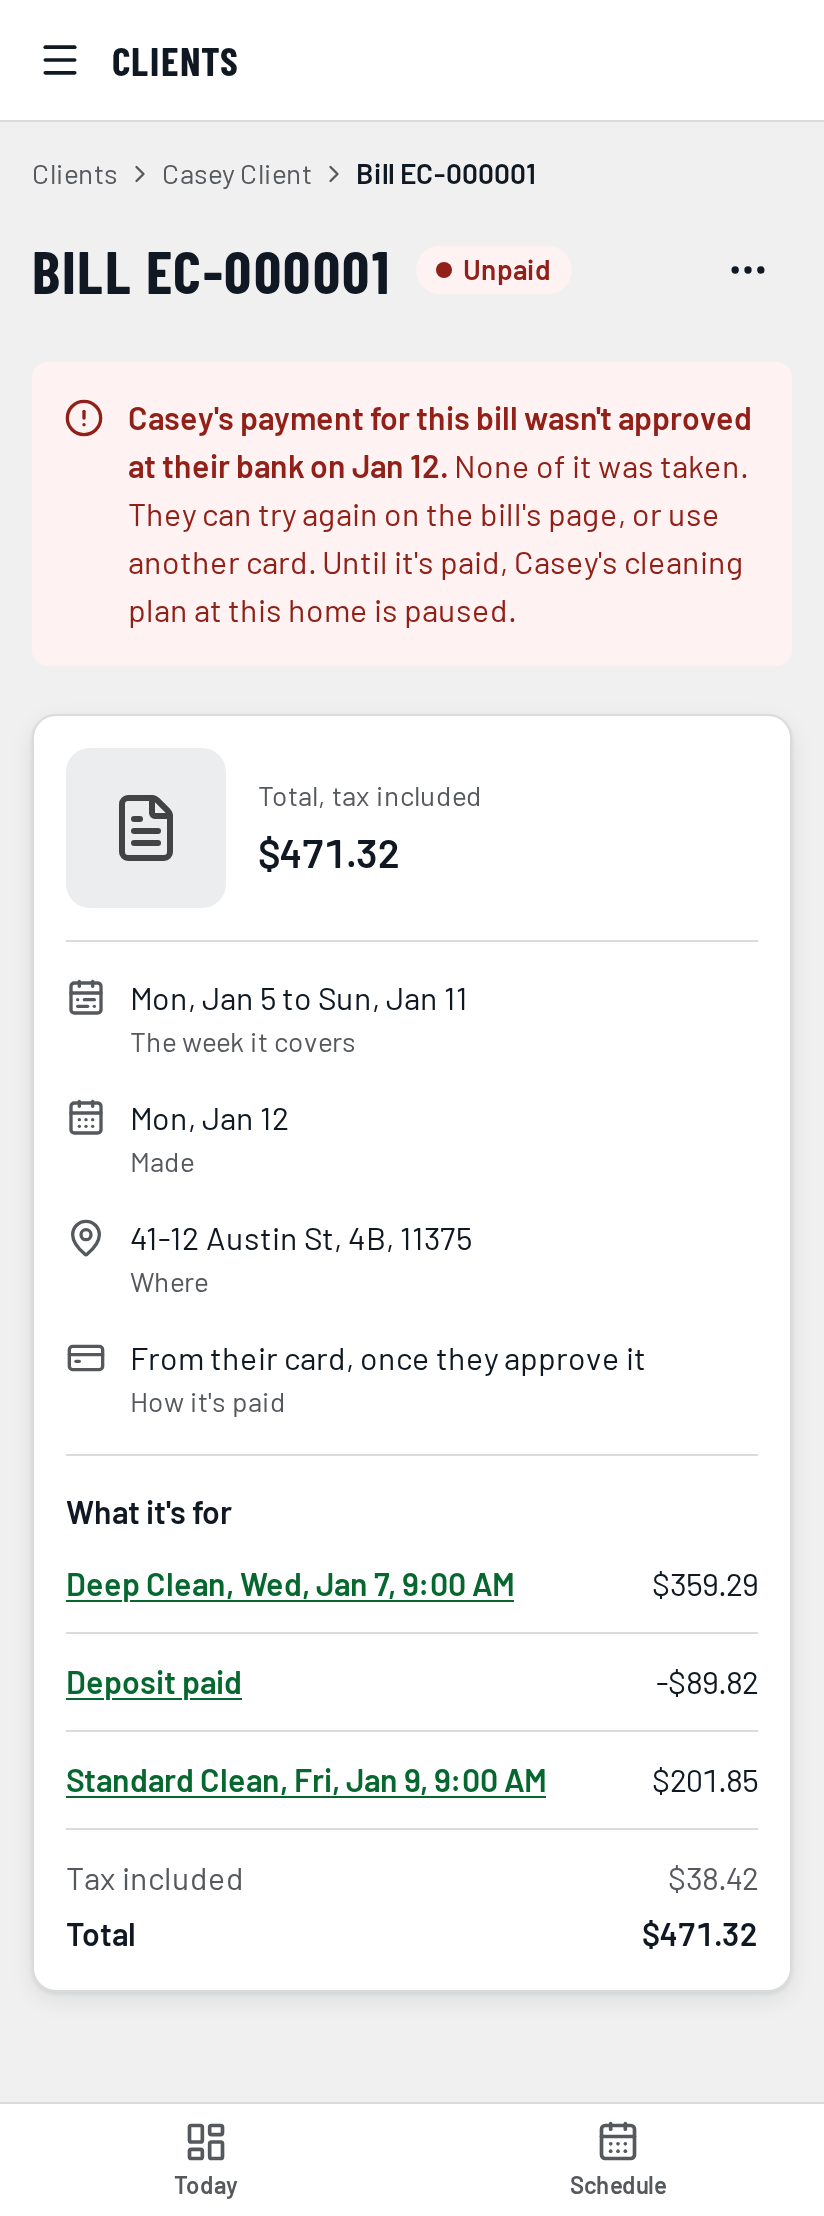 CLIENTS
Clients > Casey Client > Bill EC-000001
BILL EC-000001
Unpaid
Casey's payment for this bill wasn't approved
at their bank on Jan 12. None of it was taken.
They can try again on the bill's page, or use
another card. Until it's paid, Casey's cleaning
plan at this home is paused.
Total, tax included
$471.32
Mon, Jan 5 to Sun, Jan 11
The week it covers
Mon, Jan 12
Made
41-12 Austin St, 4B, 11375
Where
From their card, once they approve it
How it's paid
What it's for
Deep Clean, Wed, Jan 7, 9:00 AM $359.29
Deposit paid -$89.82
Standard Clean, Fri, Jan 9, 9:00 AM $201.85
Tax included $38.42
Total $471.32
Today Schedule